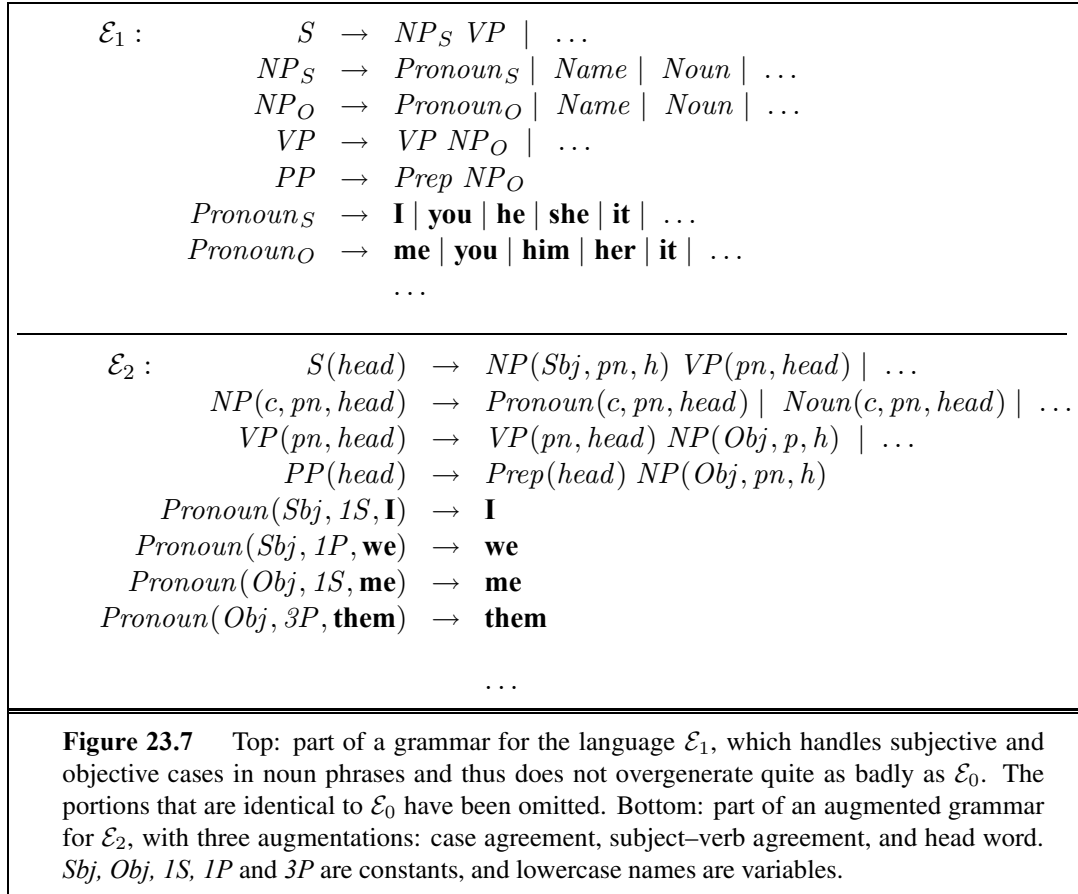 ℰ₁ : S → NP_S VP | ...
NP_S → Pronoun_S | Name | Noun | ...
NP_O → Pronoun_O | Name | Noun | ...
VP → VP NP_O | ...
PP → Prep NP_O
Pronoun_S → I | you | he | she | it | ...
Pronoun_O → me | you | him | her | it | ...
...
ℰ₂ : S(head) → NP(Sbj, pn, h) VP(pn, head) | ...
NP(c, pn, head) → Pronoun(c, pn, head) | Noun(c, pn, head) | ...
VP(pn, head) → VP(pn, head) NP(Obj, p, h) | ...
PP(head) → Prep(head) NP(Obj, pn, h)
Pronoun(Sbj, 1S, I) → I
Pronoun(Sbj, 1P, we) → we
Pronoun(Obj, 1S, me) → me
Pronoun(Obj, 3P, them) → them
...
Figure 23.7 Top: part of a grammar for the language ℰ₁, which handles subjective and
objective cases in noun phrases and thus does not overgenerate quite as badly as ℰ₀. The
portions that are identical to ℰ₀ have been omitted. Bottom: part of an augmented grammar
for ℰ₂, with three augmentations: case agreement, subject–verb agreement, and head word.
Sbj, Obj, 1S, 1P and 3P are constants, and lowercase names are variables.